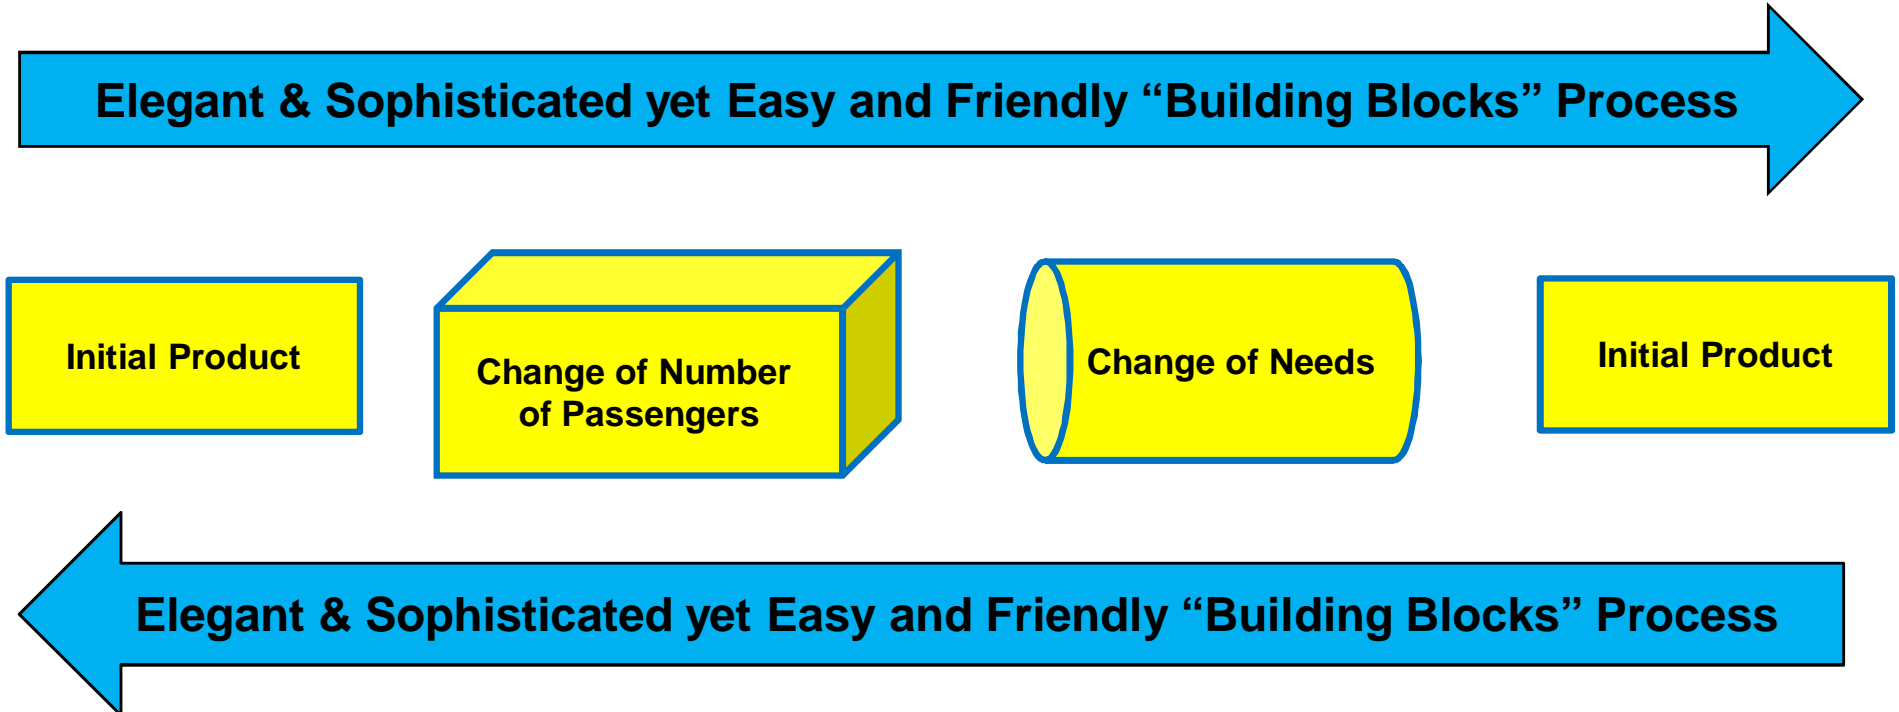 Elegant & Sophisticated yet Easy and Friendly “Building Blocks” Process
Initial Product
Change of Number
of Passengers
Change of Needs
Initial Product
Elegant & Sophisticated yet Easy and Friendly “Building Blocks” Process